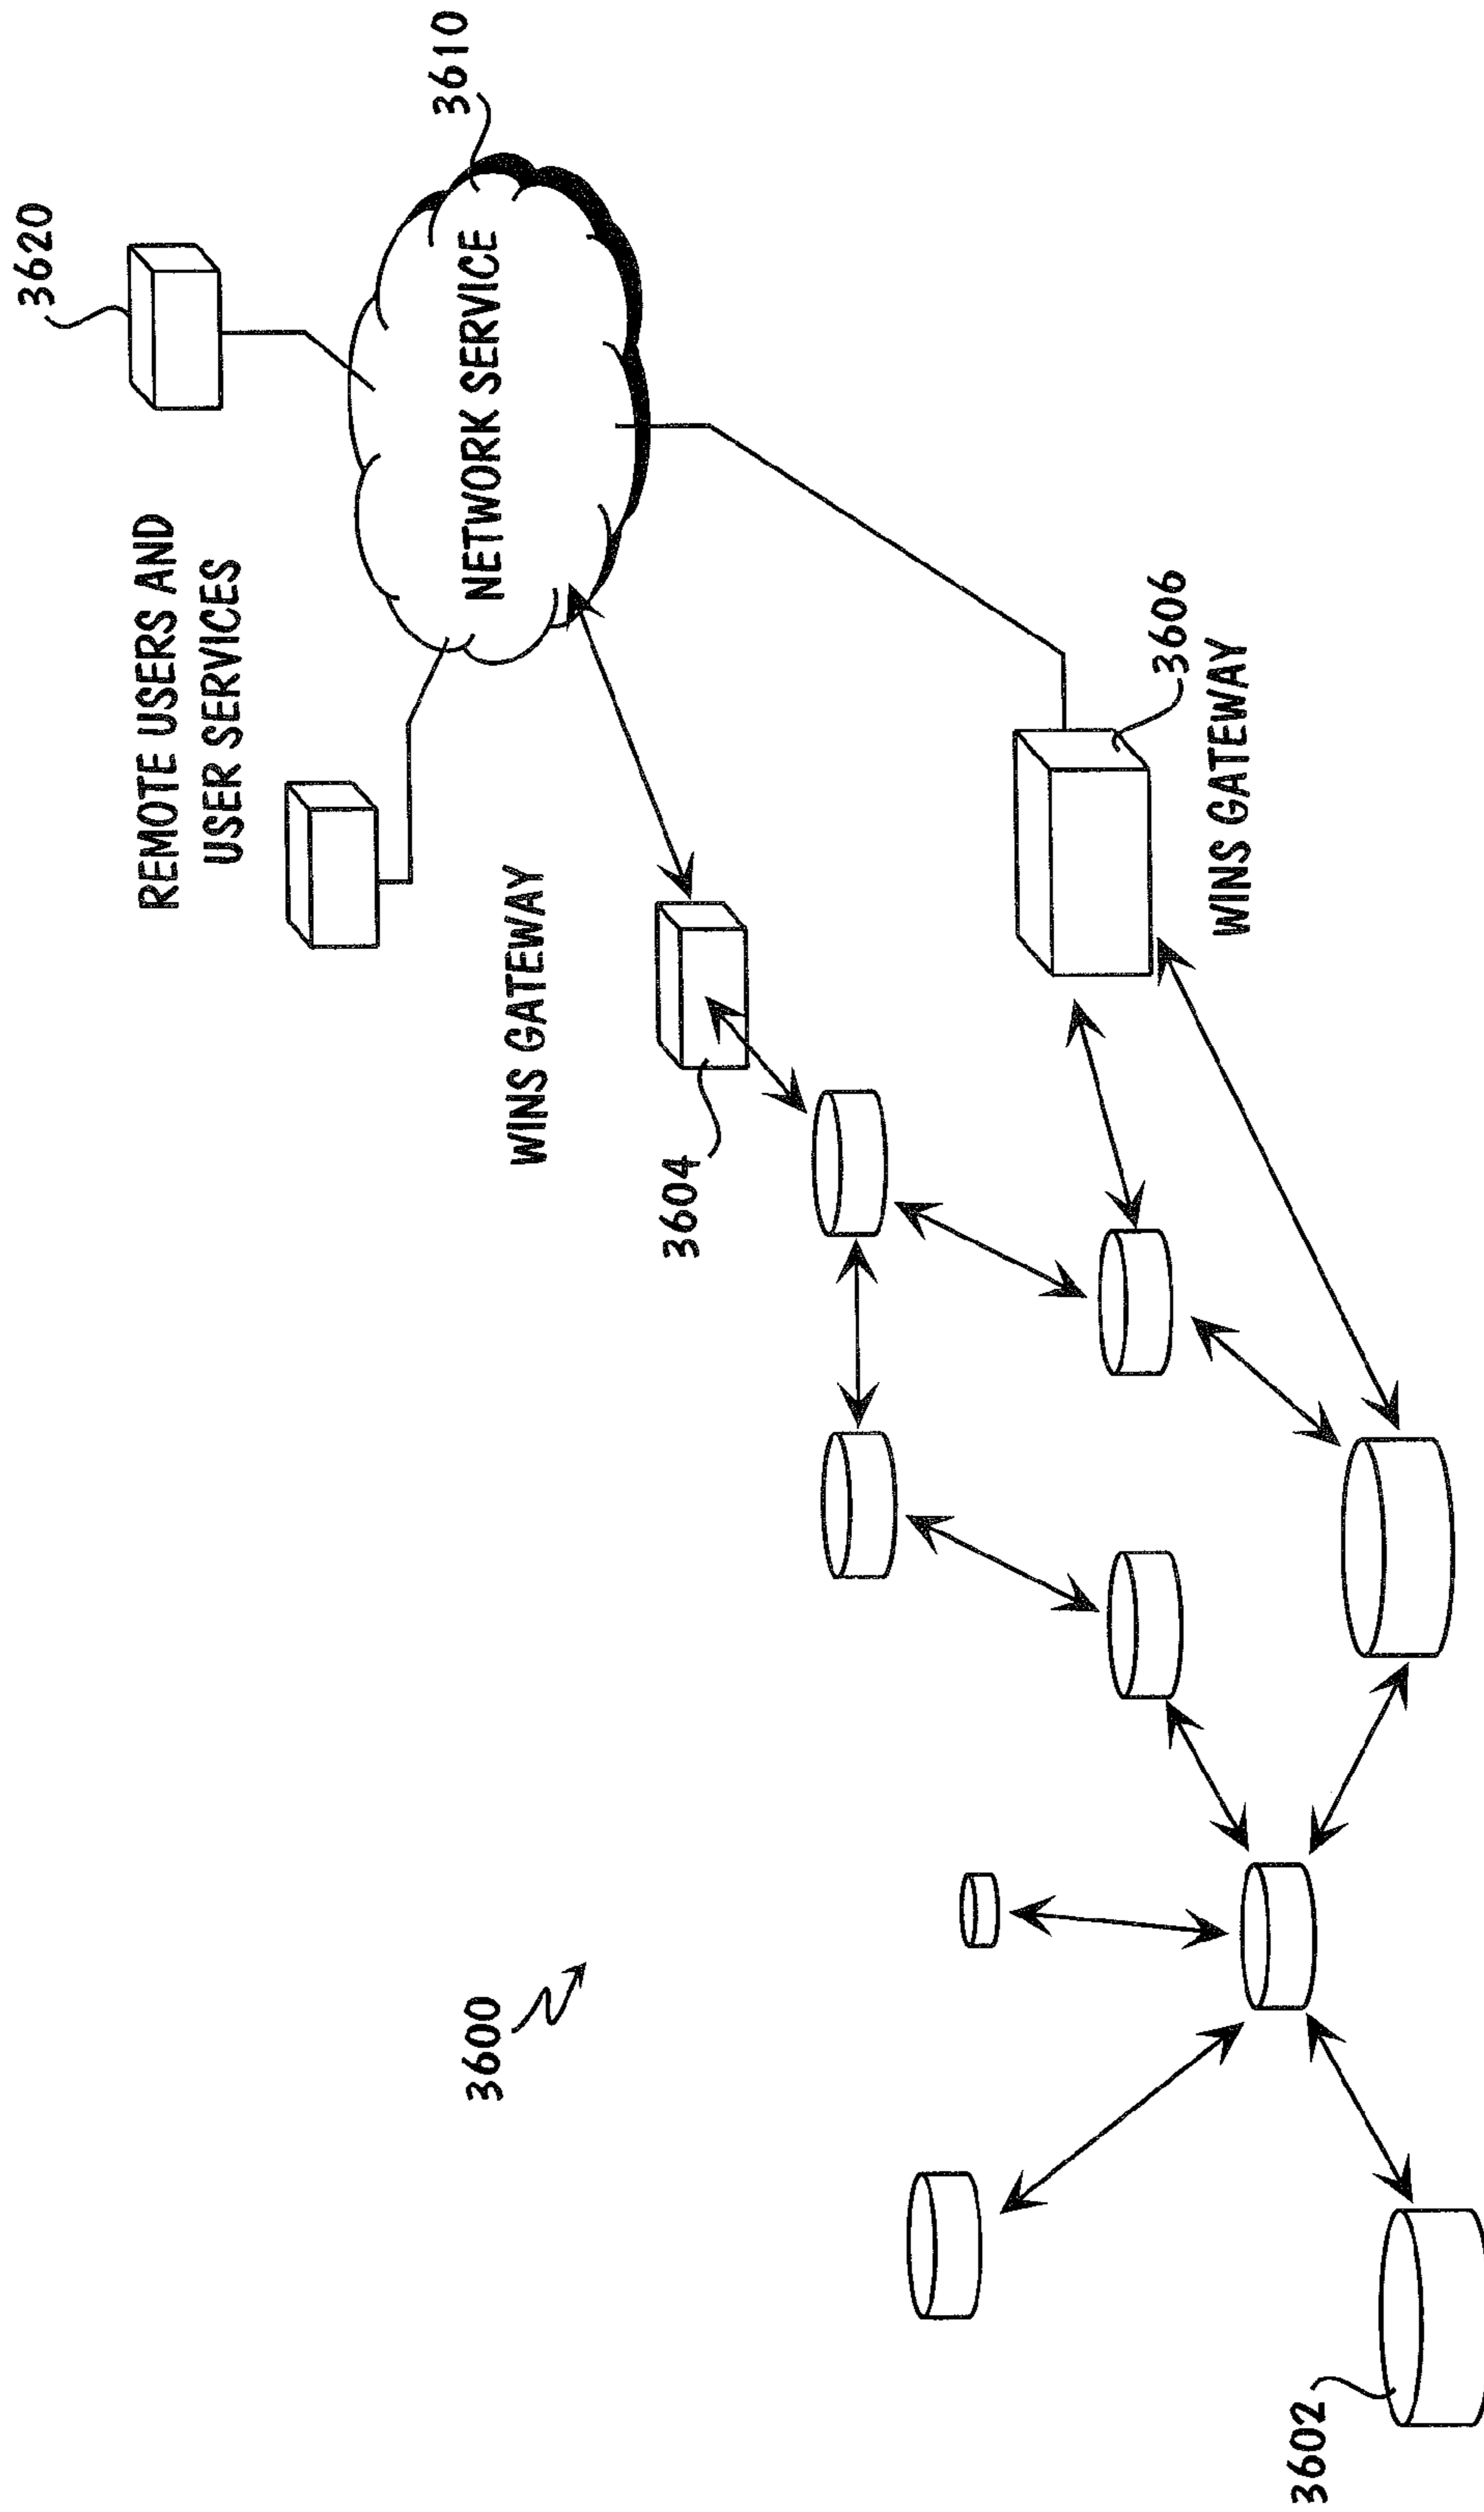 3620
REMOTE USERS AND
USER SERVICES
3610
NETWORK SERVICE
WINS GATEWAY
3604
3606
WINS GATEWAY
3600
3602